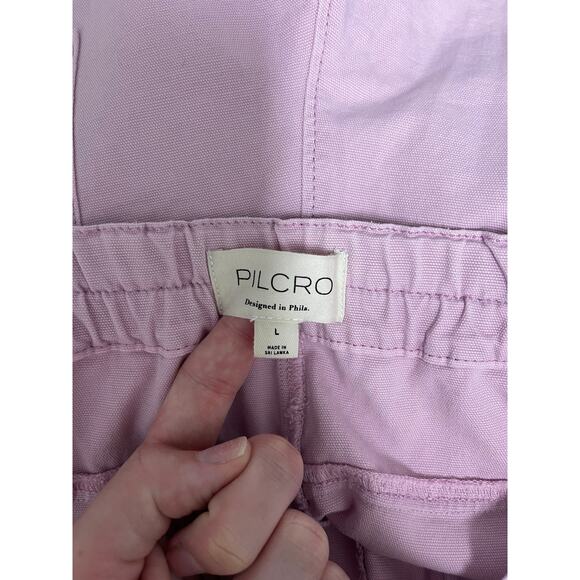 PILCRO
Designed in Phila.
L
MADE IN
SRI LANKA